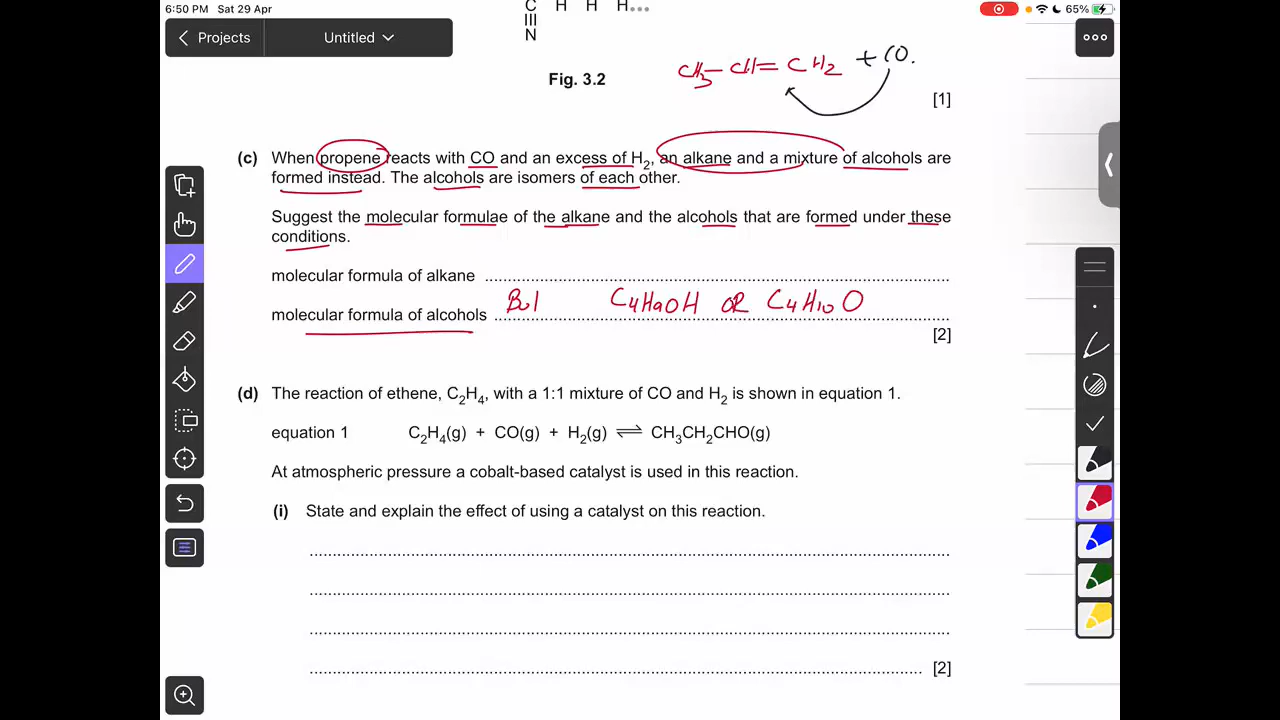 6:50 PM Sat 29 Apr
65%
Projects
Untitled
C H H H
N
Fig. 3.2
CH3—CH=CH2 + CO.
[1]
(c) When propene reacts with CO and an excess of H2, an alkane and a mixture of alcohols are
formed instead. The alcohols are isomers of each other.
Suggest the molecular formulae of the alkane and the alcohols that are formed under these
conditions.
molecular formula of alkane
molecular formula of alcohols But C4H9OH OR C4H10O
[2]
(d) The reaction of ethene, C2H4, with a 1:1 mixture of CO and H2 is shown in equation 1.
equation 1 C2H4(g) + CO(g) + H2(g) ⇌ CH3CH2CHO(g)
At atmospheric pressure a cobalt-based catalyst is used in this reaction.
(i) State and explain the effect of using a catalyst on this reaction.
[2]